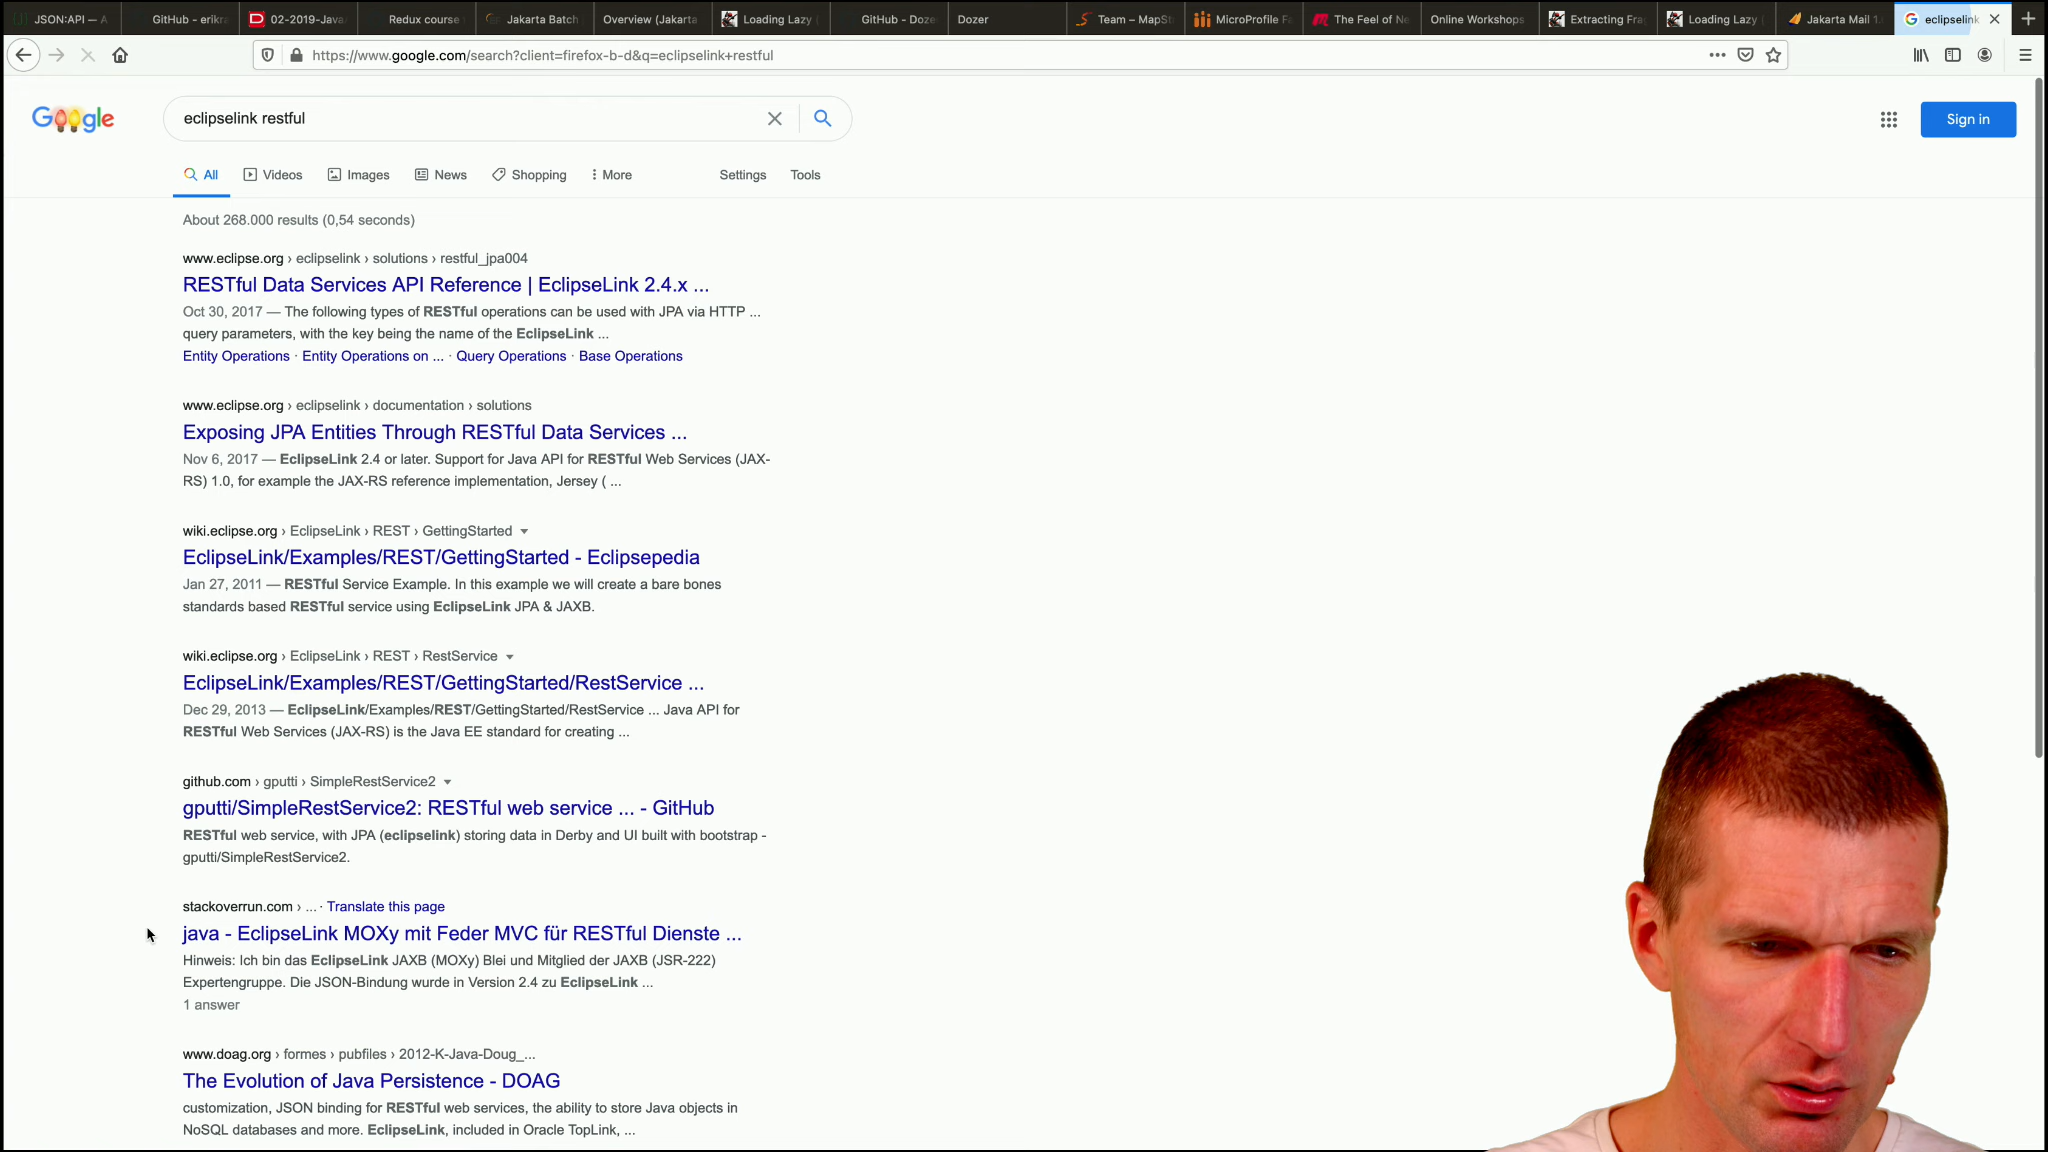 JSON:API — A
GitHub - erikra
02-2019-Java
Redux course
Jakarta Batch
Overview (Jakarta
Loading Lazy (
GitHub - Doze
Dozer
Team – MapSt
MicroProfile Fa
The Feel of Ne
Online Workshops
Extracting Frag
Loading Lazy (
Jakarta Mail 1.
eclipselink
https://www.google.com/search?client=firefox-b-d&q=eclipselink+restful
Google
eclipselink restful
Sign in
All
Videos
Images
News
Shopping
More
Settings
Tools
About 268.000 results (0,54 seconds)
www.eclipse.org › eclipselink › solutions › restful_jpa004
RESTful Data Services API Reference | EclipseLink 2.4.x ...
Oct 30, 2017 — The following types of RESTful operations can be used with JPA via HTTP ...
query parameters, with the key being the name of the EclipseLink ...
Entity Operations · Entity Operations on ... · Query Operations · Base Operations
www.eclipse.org › eclipselink › documentation › solutions
Exposing JPA Entities Through RESTful Data Services ...
Nov 6, 2017 — EclipseLink 2.4 or later. Support for Java API for RESTful Web Services (JAX-
RS) 1.0, for example the JAX-RS reference implementation, Jersey ( ...
wiki.eclipse.org › EclipseLink › REST › GettingStarted
EclipseLink/Examples/REST/GettingStarted - Eclipsepedia
Jan 27, 2011 — RESTful Service Example. In this example we will create a bare bones
standards based RESTful service using EclipseLink JPA & JAXB.
wiki.eclipse.org › EclipseLink › REST › RestService
EclipseLink/Examples/REST/GettingStarted/RestService ...
Dec 29, 2013 — EclipseLink/Examples/REST/GettingStarted/RestService ... Java API for
RESTful Web Services (JAX-RS) is the Java EE standard for creating ...
github.com › gputti › SimpleRestService2
gputti/SimpleRestService2: RESTful web service ... - GitHub
RESTful web service, with JPA (eclipselink) storing data in Derby and UI built with bootstrap -
gputti/SimpleRestService2.
stackoverrun.com › ... · Translate this page
java - EclipseLink MOXy mit Feder MVC für RESTful Dienste ...
Hinweis: Ich bin das EclipseLink JAXB (MOXy) Blei und Mitglied der JAXB (JSR-222)
Expertengruppe. Die JSON-Bindung wurde in Version 2.4 zu EclipseLink ...
1 answer
www.doag.org › formes › pubfiles › 2012-K-Java-Doug_...
The Evolution of Java Persistence - DOAG
customization, JSON binding for RESTful web services, the ability to store Java objects in
NoSQL databases and more. EclipseLink, included in Oracle TopLink, ...